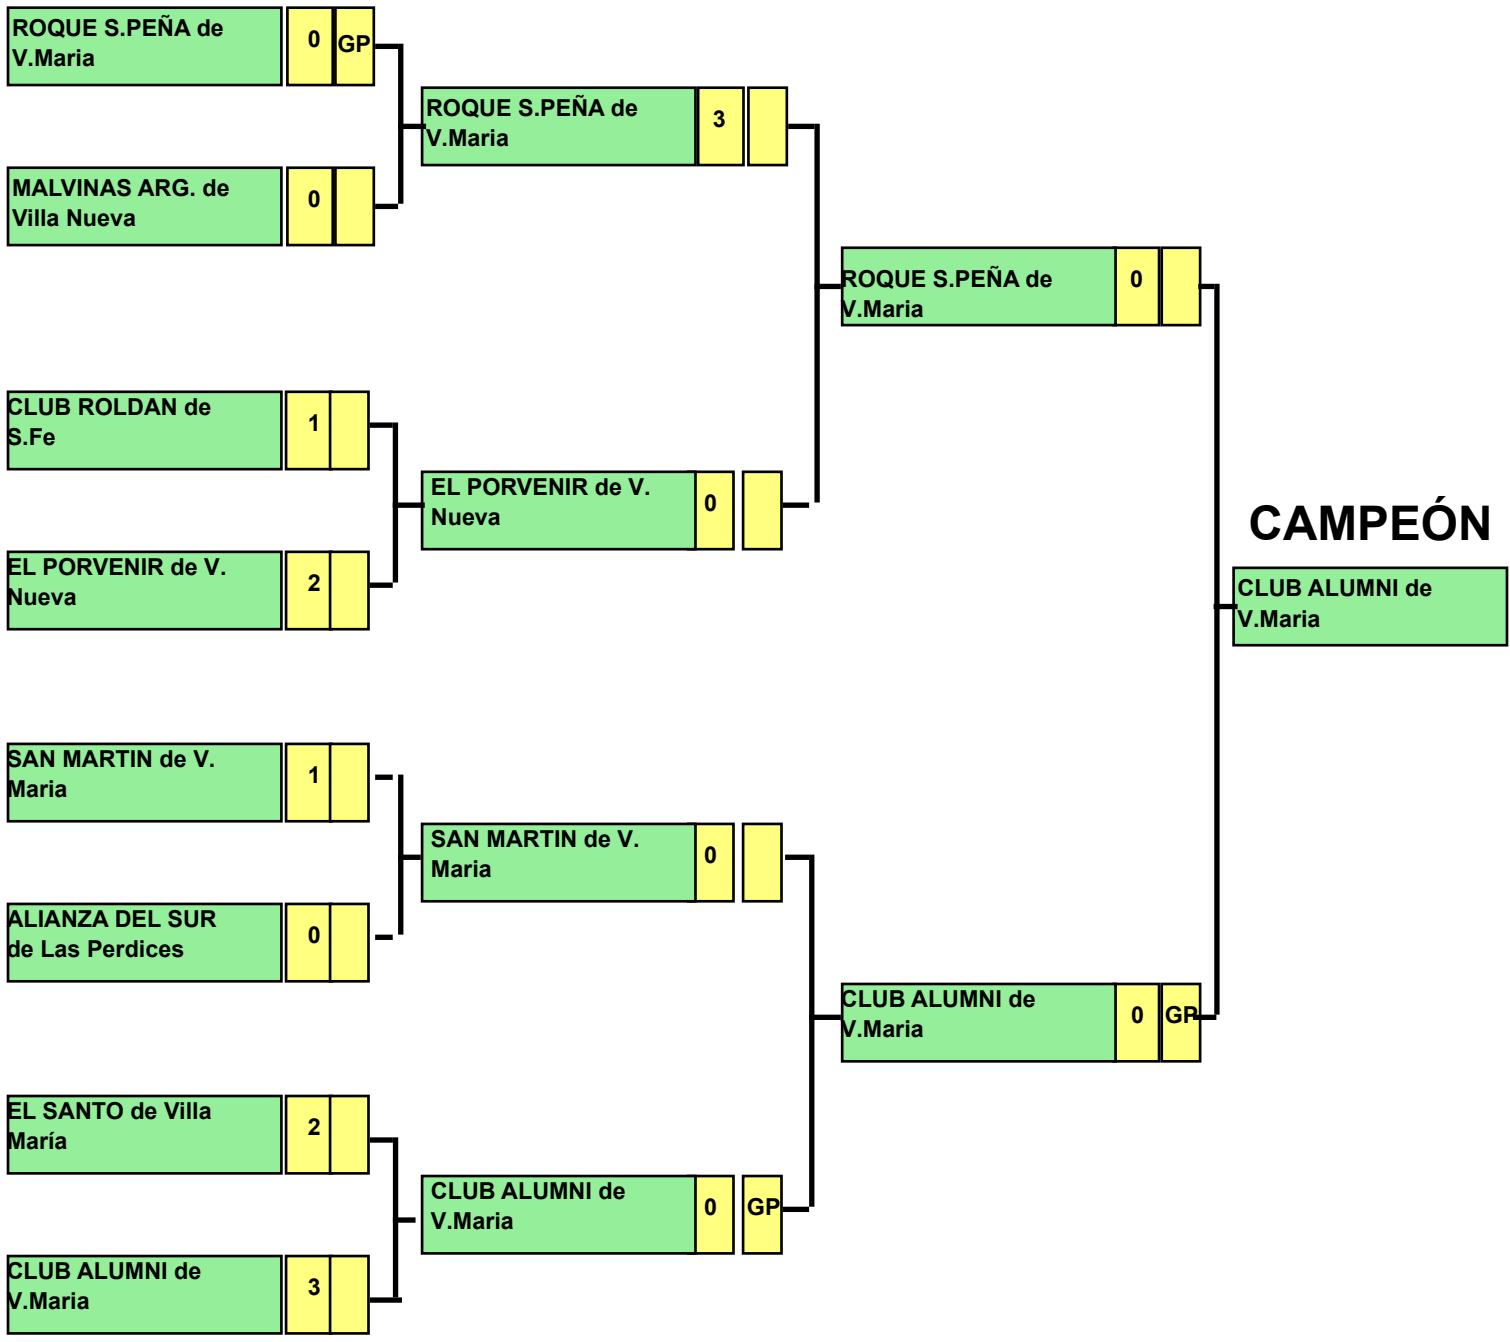 ROQUE S.PEÑA de
V.Maria
0
GP
MALVINAS ARG. de
Villa Nueva
0
CLUB ROLDAN de
S.Fe
1
EL PORVENIR de V.
Nueva
2
SAN MARTIN de V.
Maria
1
ALIANZA DEL SUR
de Las Perdices
0
EL SANTO de Villa
María
2
CLUB ALUMNI de
V.Maria
3
ROQUE S.PEÑA de
V.Maria
3
EL PORVENIR de V.
Nueva
0
SAN MARTIN de V.
Maria
0
CLUB ALUMNI de
V.Maria
0
GP
ROQUE S.PEÑA de
V.Maria
0
CLUB ALUMNI de
V.Maria
0
GP
CAMPEÓN
CLUB ALUMNI de
V.Maria